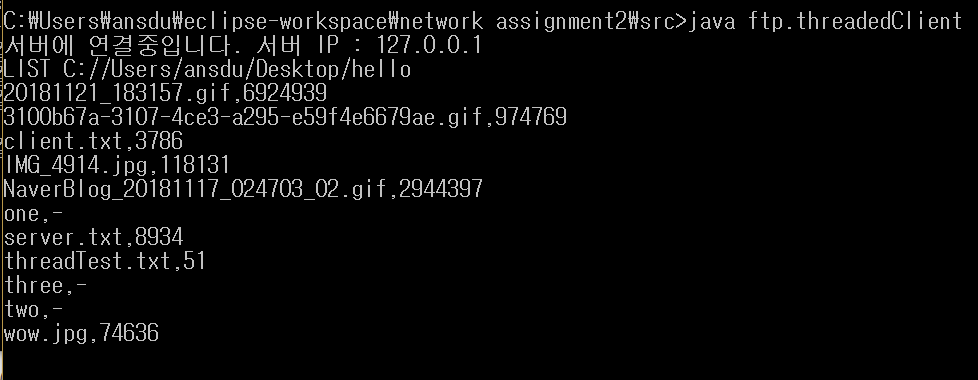 C:₩Users₩ansdu₩eclipse-workspace₩network assignment2₩src>java ftp.threadedClient
서버에 연결중입니다. 서버 IP : 127.0.0.1
LIST C://Users/ansdu/Desktop/hello
20181121_183157.gif,6924939
3100b67a-3107-4ce3-a295-e59f4e6679ae.gif,974769
client.txt,3786
IMG_4914.jpg,118131
NaverBlog_20181117_024703_02.gif,2944397
one,-
server.txt,8934
threadTest.txt,51
three,-
two,-
wow.jpg,74636